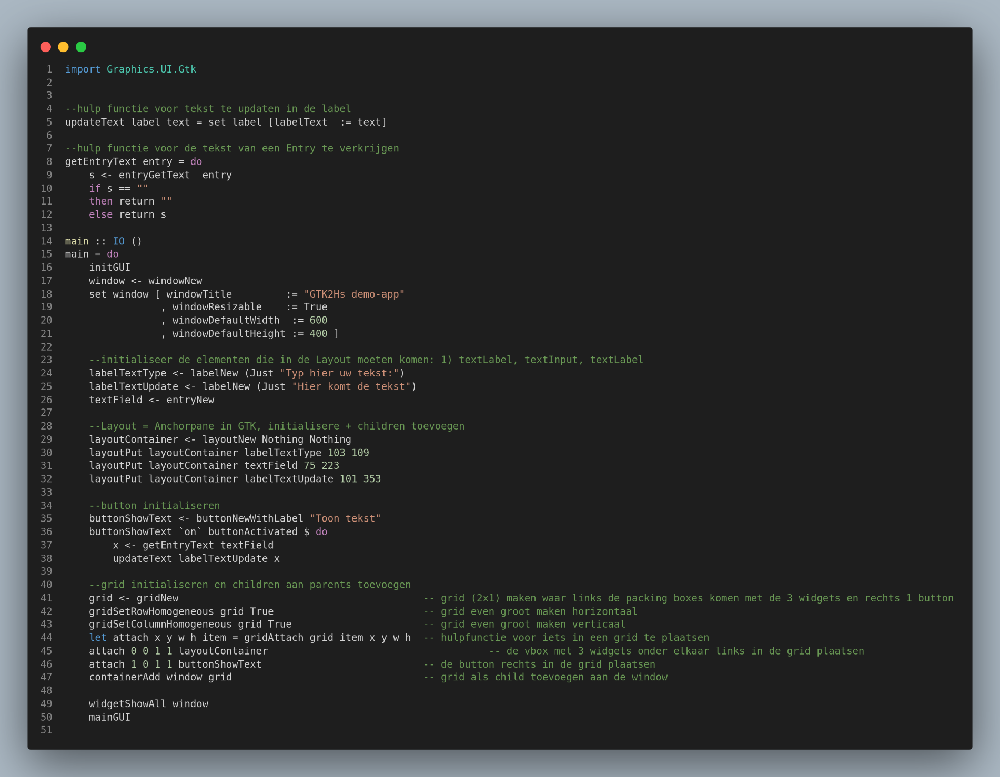 1 import Graphics.UI.Gtk
2
3
4 --hulp functie voor tekst te updaten in de label
5 updateText label text = set label [labelText  := text]
6
7 --hulp functie voor de tekst van een Entry te verkrijgen
8 getEntryText entry = do
9     s <- entryGetText  entry
10     if s == ""
11     then return ""
12     else return s
13
14 main :: IO ()
15 main = do
16     initGUI
17     window <- windowNew
18     set window [ windowTitle         := "GTK2Hs demo-app"
19                 , windowResizable    := True
20                 , windowDefaultWidth  := 600
21                 , windowDefaultHeight := 400 ]
22
23     --initialiseer de elementen die in de Layout moeten komen: 1) textLabel, textInput, textLabel
24     labelTextType <- labelNew (Just "Typ hier uw tekst:")
25     labelTextUpdate <- labelNew (Just "Hier komt de tekst")
26     textField <- entryNew
27
28     --Layout = Anchorpane in GTK, initialisere + children toevoegen
29     layoutContainer <- layoutNew Nothing Nothing
30     layoutPut layoutContainer labelTextType 103 109
31     layoutPut layoutContainer textField 75 223
32     layoutPut layoutContainer labelTextUpdate 101 353
33
34     --button initialiseren
35     buttonShowText <- buttonNewWithLabel "Toon tekst"
36     buttonShowText `on` buttonActivated $ do
37         x <- getEntryText textField
38         updateText labelTextUpdate x
39
40     --grid initialiseren en children aan parents toevoegen
41     grid <- gridNew                                         -- grid (2x1) maken waar links de packing boxes komen met de 3 widgets en rechts 1 button
42     gridSetRowHomogeneous grid True                         -- grid even groot maken horizontaal
43     gridSetColumnHomogeneous grid True                      -- grid even groot maken verticaal
44     let attach x y w h item = gridAttach grid item x y w h  -- hulpfunctie voor iets in een grid te plaatsen
45     attach 0 0 1 1 layoutContainer                                     -- de vbox met 3 widgets onder elkaar links in de grid plaatsen
46     attach 1 0 1 1 buttonShowText                           -- de button rechts in de grid plaatsen
47     containerAdd window grid                                -- grid als child toevoegen aan de window
48
49     widgetShowAll window
50     mainGUI
51